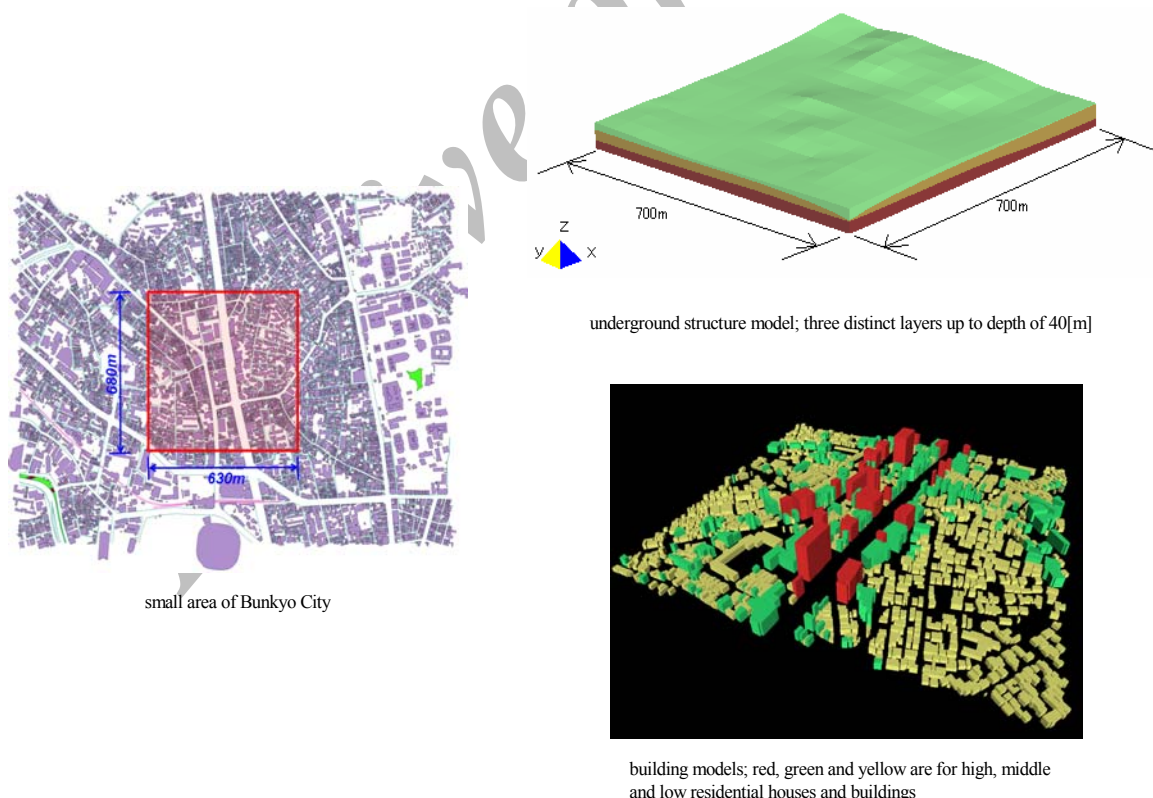 700m
700m
z
y
x
underground structure model; three distinct layers up to depth of 40[m]
680m
630m
small area of Bunkyo City
building models; red, green and yellow are for high, middle
and low residential houses and buildings